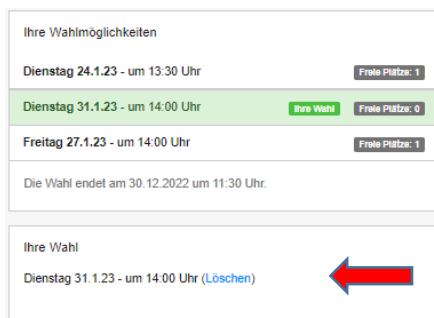 Ihre Wahlmöglichkeiten
Dienstag 24.1.23 - um 13:30 Uhr Freie Plätze: 1
Dienstag 31.1.23 - um 14:00 Uhr Ihre Wahl Freie Plätze: 0
Freitag 27.1.23 - um 14:00 Uhr Freie Plätze: 1
Die Wahl endet am 30.12.2022 um 11:30 Uhr.
Ihre Wahl
Dienstag 31.1.23 - um 14:00 Uhr (Löschen)